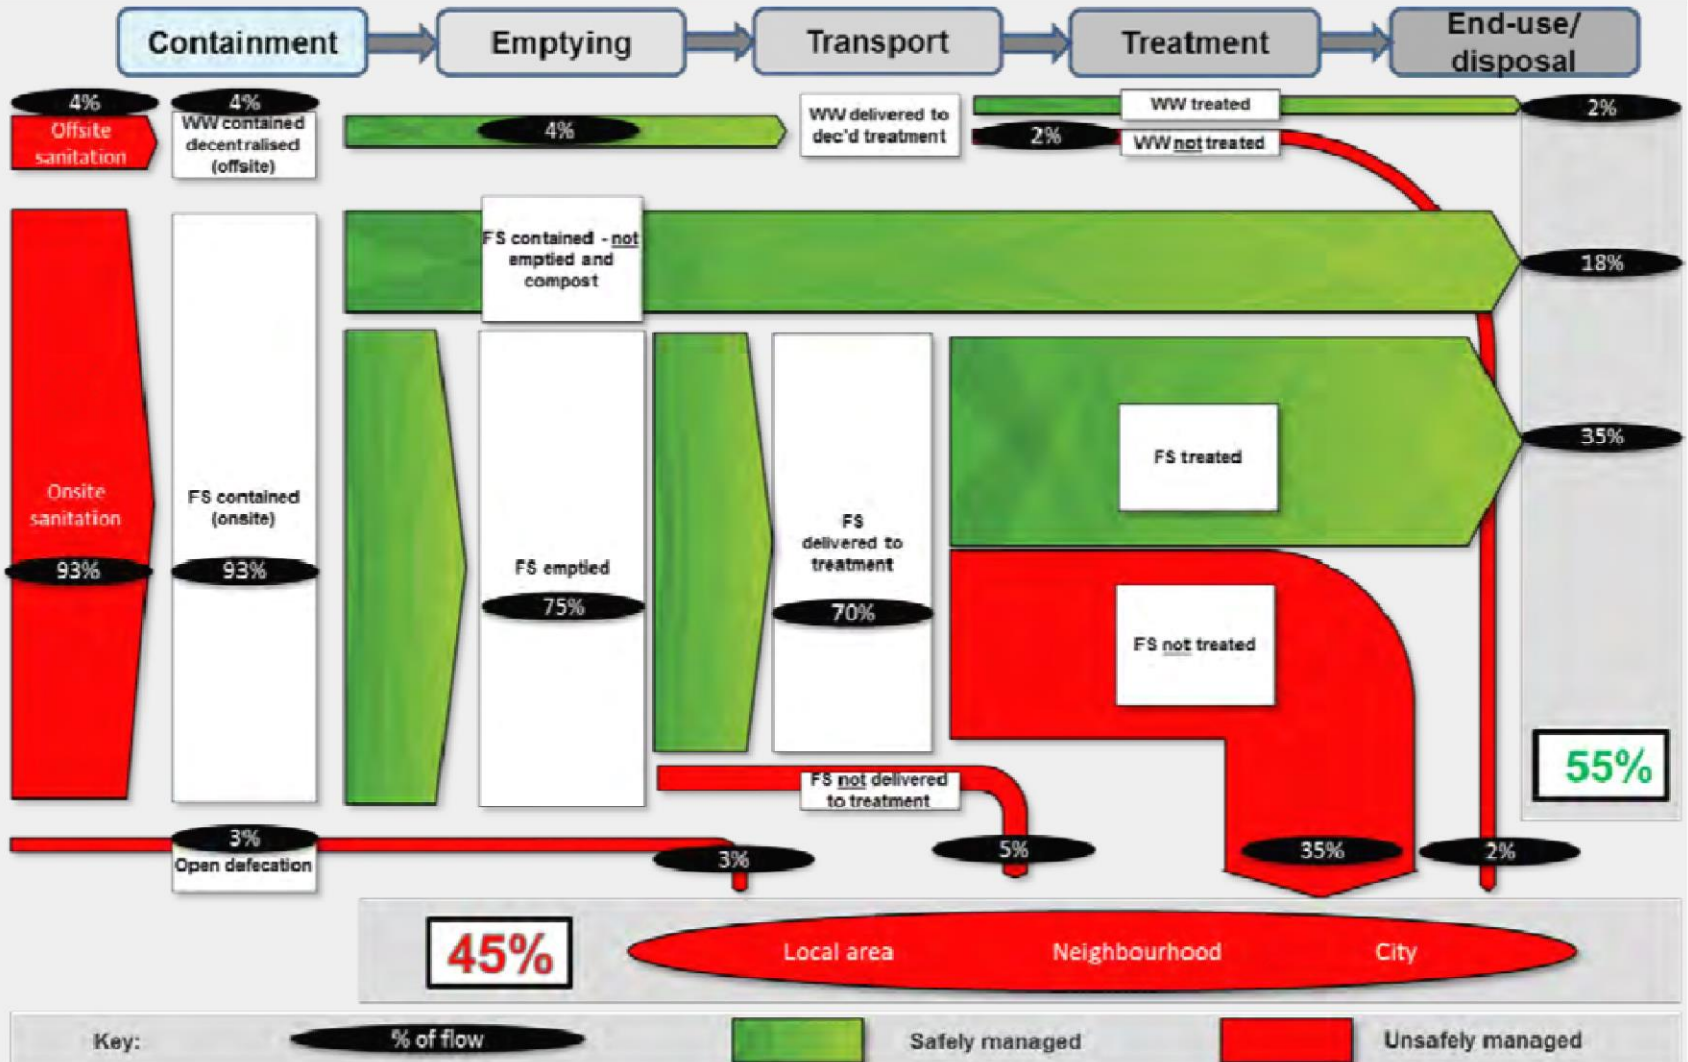 Containment
Emptying
Transport
Treatment
End-use/
disposal
4%
Offsite
sanitation
4%
WW contained
decentralised
(offsite)
4%
WW delivered to
dec'd treatment
WW treated
2%
2%
WW not treated
FS contained - not
emptied and
compost
18%
Onsite
sanitation
93%
FS contained
(onsite)
93%
FS emptied
75%
FS
delivered to
treatment
70%
FS treated
35%
FS not treated
55%
FS not delivered
to treatment
3%
Open defecation
3%
5%
35%
2%
45%
Local area
Neighbourhood
City
Key:
% of flow
Safely managed
Unsafely managed